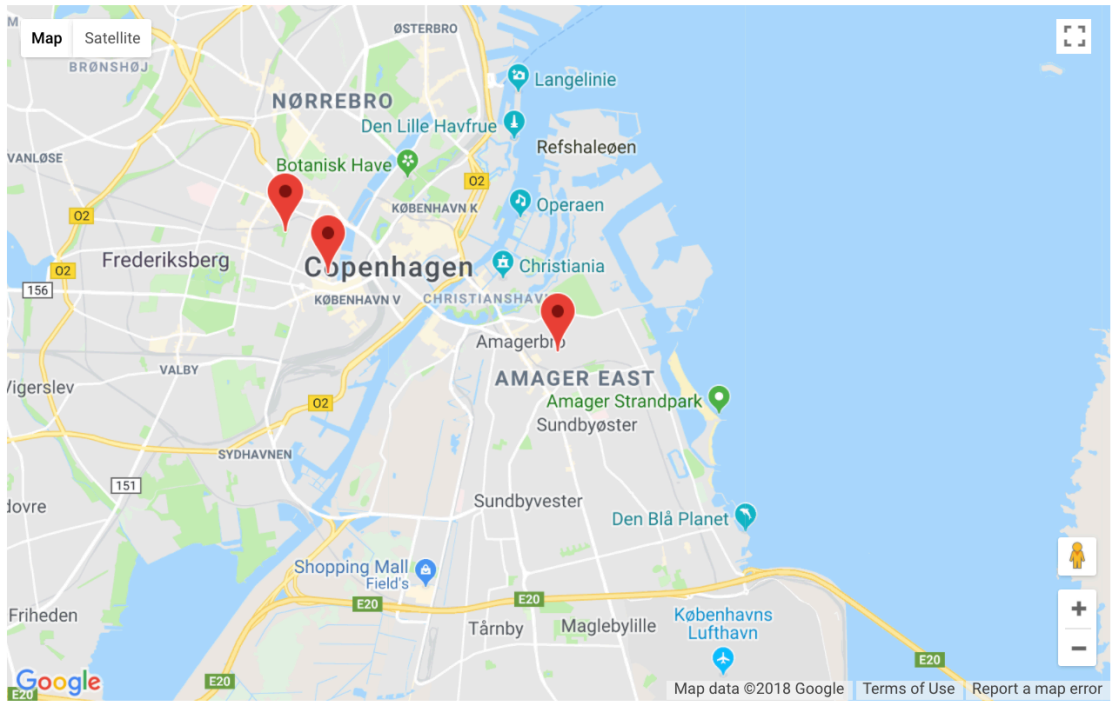 M
Map
Satellite
ØSTERBRO
BRØNSHØJ
Langelinie
NØRREBRO
Den Lille Havfrue
Refshaleøen
VANLØSE
Botanisk Have
O2
O2
KØBENHAVN K
Operaen
Frederiksberg
Copenhagen
Christiania
O2
156
KØBENHAVN V
CHRISTIANSHAVN
Amagerbro
VALBY
AMAGER EAST
Vigerslev
O2
Amager Strandpark
Sundbyøster
SYDHAVNEN
151
Sundbyvester
dovre
Den Blå Planet
Shopping Mall
Field's
E20
E20
Friheden
Københavns
Lufthavn
Tårnby
Maglebylille
E20
E20
E20
Google
Map data ©2018 Google
Terms of Use
Report a map error